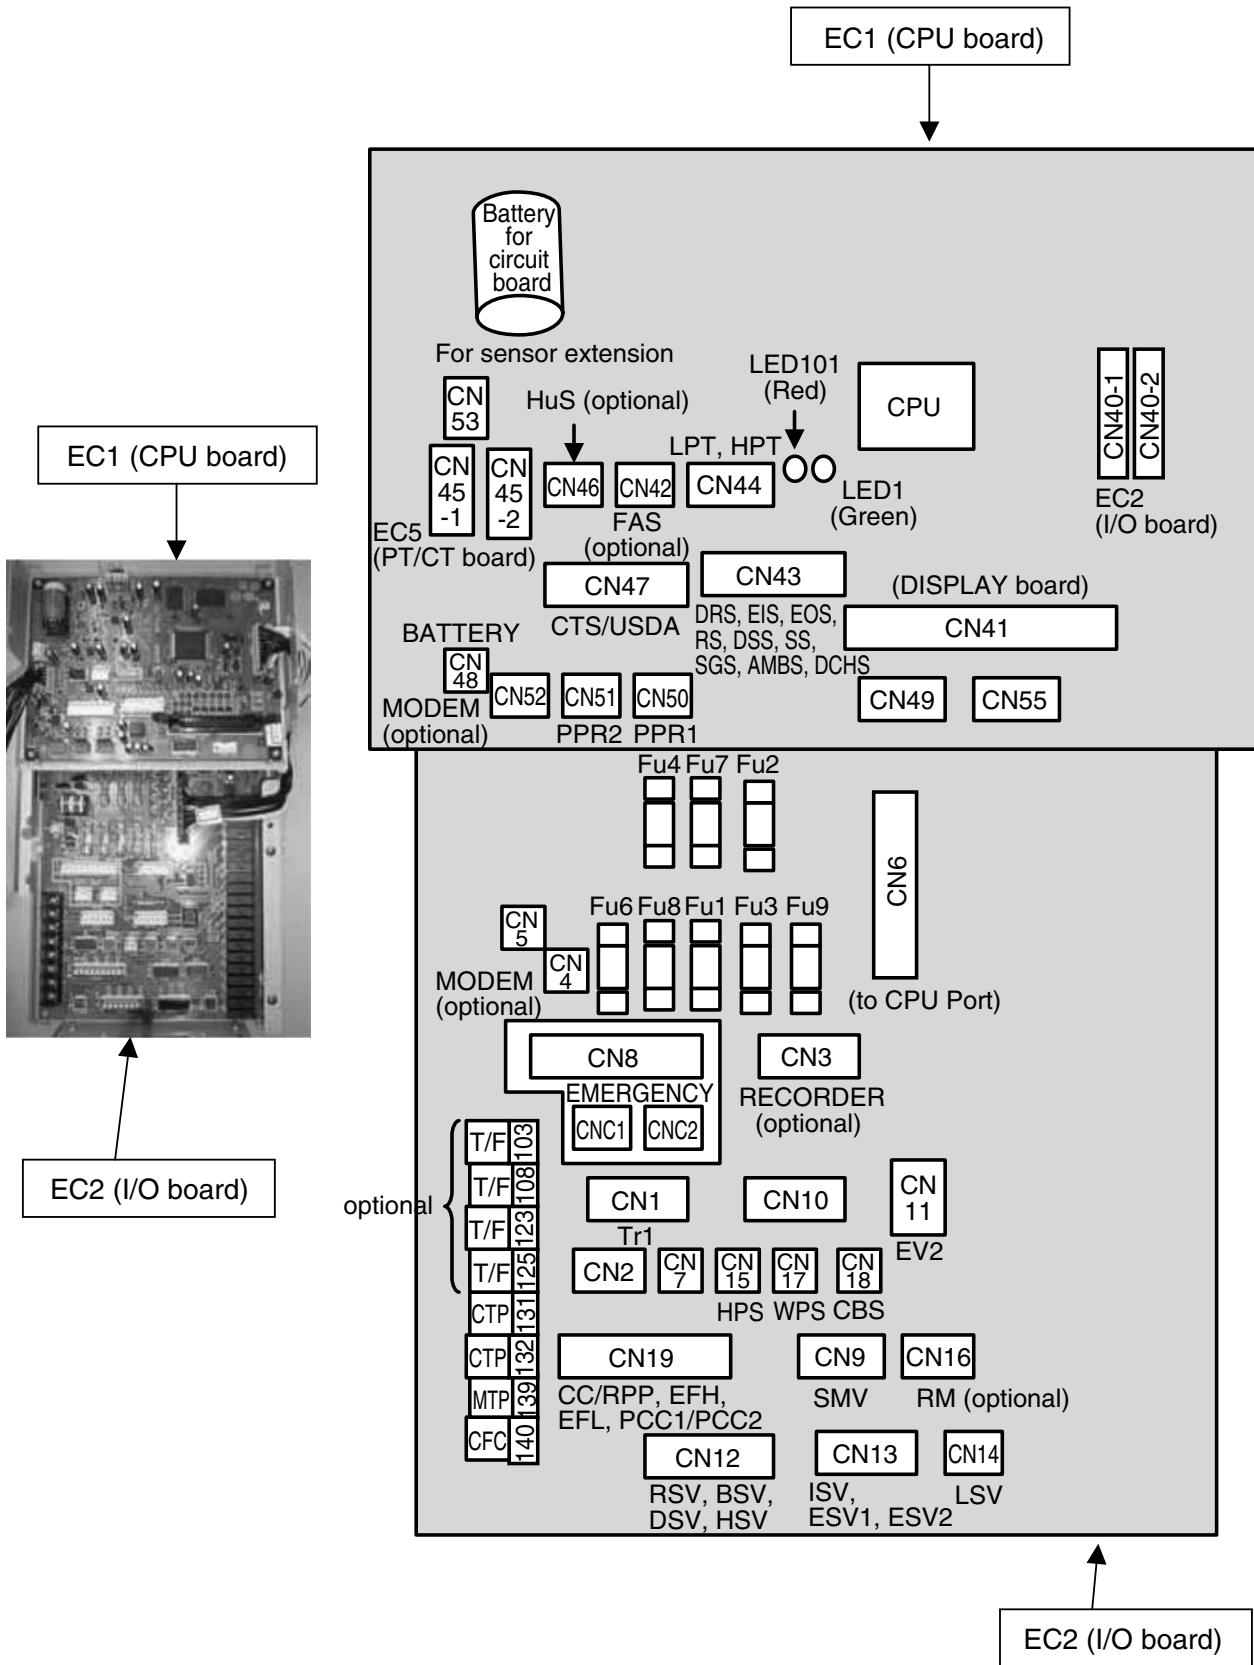 EC1 (CPU board)
Battery
for
circuit
board
For sensor extension
CN
53
HuS (optional)
LED101
(Red)
CPU
CN40-1
CN40-2
EC1 (CPU board)
CN
45
-1
CN
45
-2
CN46
CN42
LPT, HPT
CN44
LED1
(Green)
EC2
(I/O board)
EC5
(PT/CT board)
FAS
(optional)
CN47
CTS/USDA
CN43
DRS, EIS, EOS,
RS, DSS, SS,
SGS, AMBS, DCHS
(DISPLAY board)
CN41
BATTERY
CN
48
MODEM
(optional)
CN52
CN51
CN50
PPR2
PPR1
CN49
CN55
Fu4
Fu7
Fu2
CN6
(to CPU Port)
Fu6
Fu8
Fu1
Fu3
Fu9
CN
5
CN
4
MODEM
(optional)
CN8
EMERGENCY
CNC1
CNC2
CN3
RECORDER
(optional)
optional
T/F 103
T/F 108
T/F 123
T/F 125
CTP 131
CTP 132
MTP 139
CFC 140
EC2 (I/O board)
CN1
Tr1
CN10
CN
11
EV2
CN2
CN
7
CN
15
HPS
CN
17
WPS
CN
18
CBS
CN19
CC/RPP, EFH,
EFL, PCC1/PCC2
CN9
SMV
CN16
RM (optional)
CN12
RSV, BSV,
DSV, HSV
CN13
ISV,
ESV1, ESV2
CN14
LSV
EC2 (I/O board)